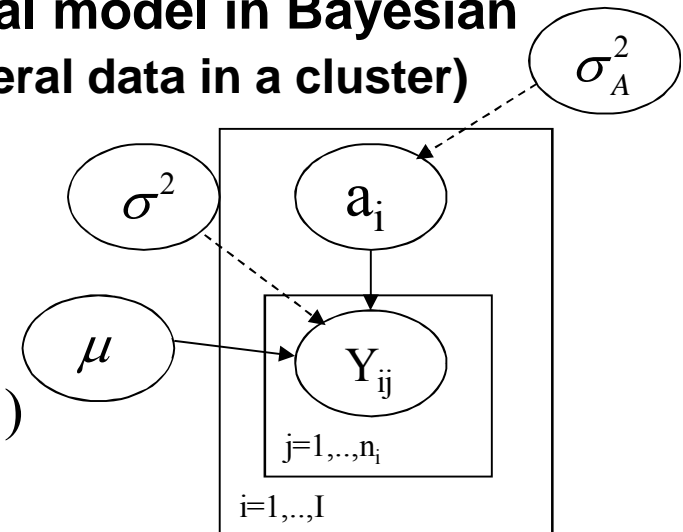 al model in Bayesian
eral data in a cluster)
σ²_A
σ²
a_i
μ
Y_ij
)
j=1,..,n_i
i=1,..,I